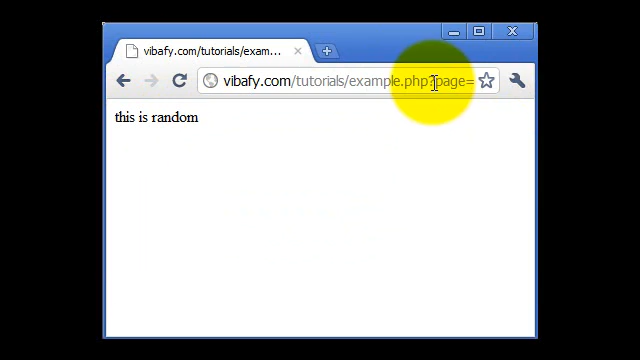 vibafy.com/tutorials/exam...
vibafy.com/tutorials/example.php?page=
this is random